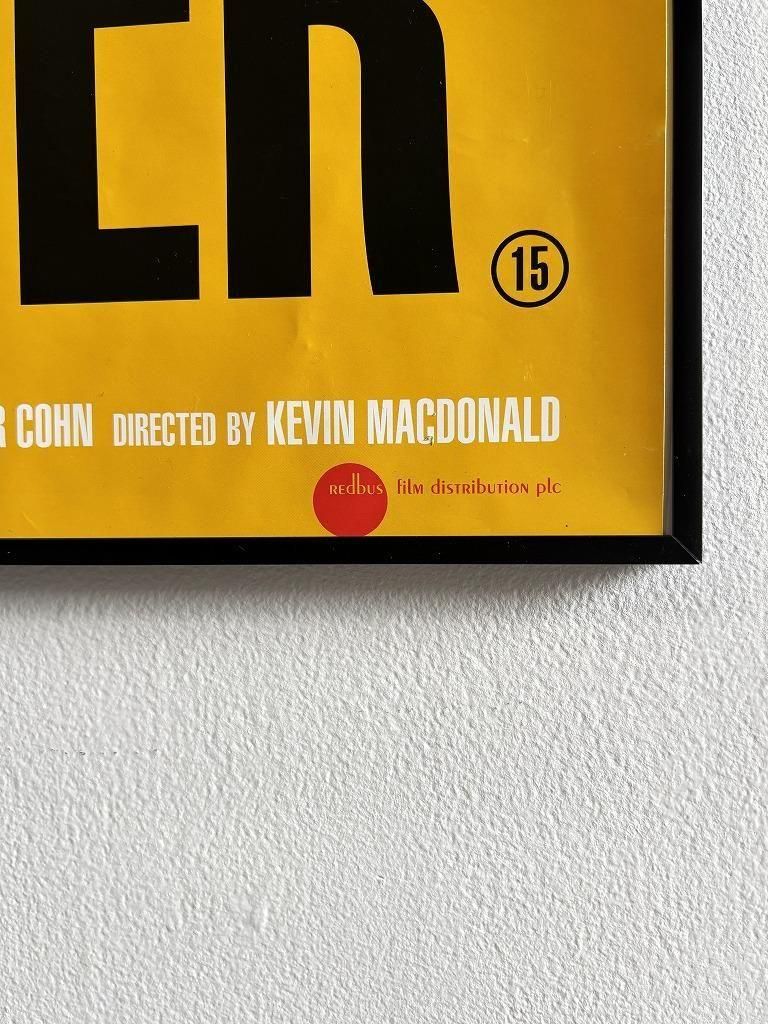 ER
15
R COHN DIRECTED BY KEVIN MACDONALD
REdbUS film distribution plc